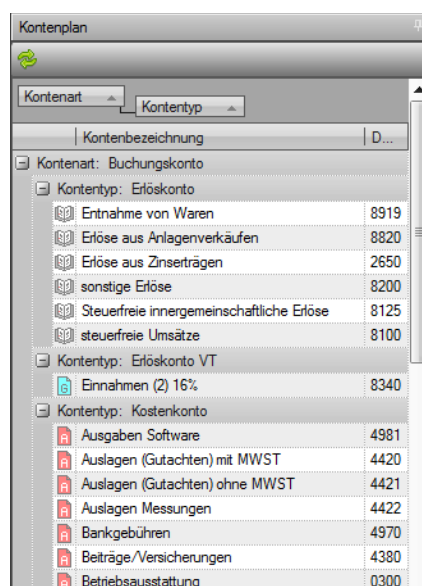 Kontenplan
Kontenart
Kontentyp
Kontenbezeichnung D...
Kontenart: Buchungskonto
Kontentyp: Erlöskonto
Entnahme von Waren 8919
Erlöse aus Anlagenverkäufen 8820
Erlöse aus Zinserträgen 2650
sonstige Erlöse 8200
Steuerfreie innergemeinschaftliche Erlöse 8125
steuerfreie Umsätze 8100
Kontentyp: Erlöskonto VT
G Einnahmen (2) 16% 8340
Kontentyp: Kostenkonto
A Ausgaben Software 4981
A Auslagen (Gutachten) mit MWST 4420
A Auslagen (Gutachten) ohne MWST 4421
A Auslagen Messungen 4422
A Bankgebühren 4970
A Beiträge/Versicherungen 4380
A Betriebsausstattung 0300